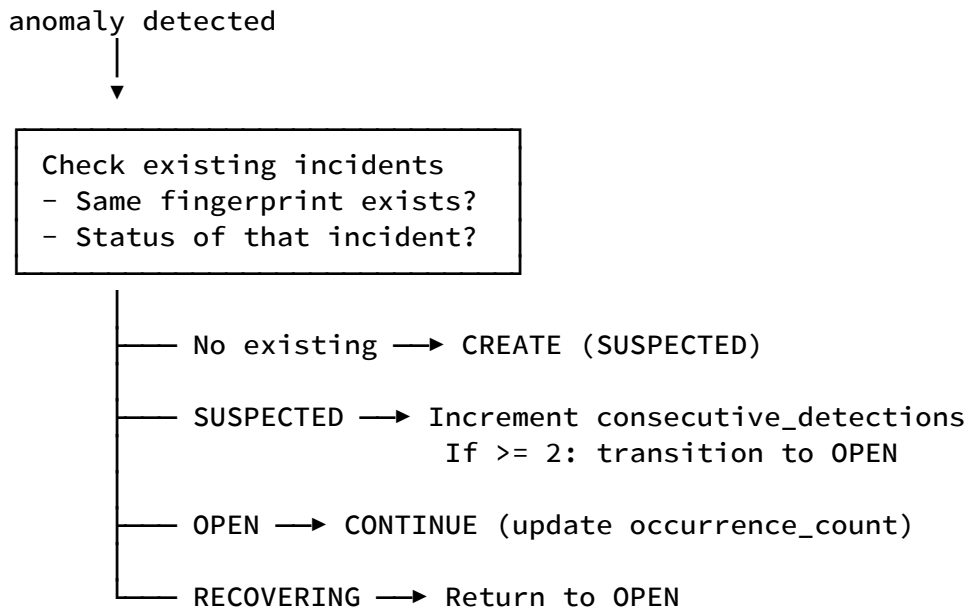 anomaly detected
Check existing incidents
- Same fingerprint exists?
- Status of that incident?
No existing → CREATE (SUSPECTED)
SUSPECTED → Increment consecutive_detections
If >= 2: transition to OPEN
OPEN → CONTINUE (update occurrence_count)
RECOVERING → Return to OPEN